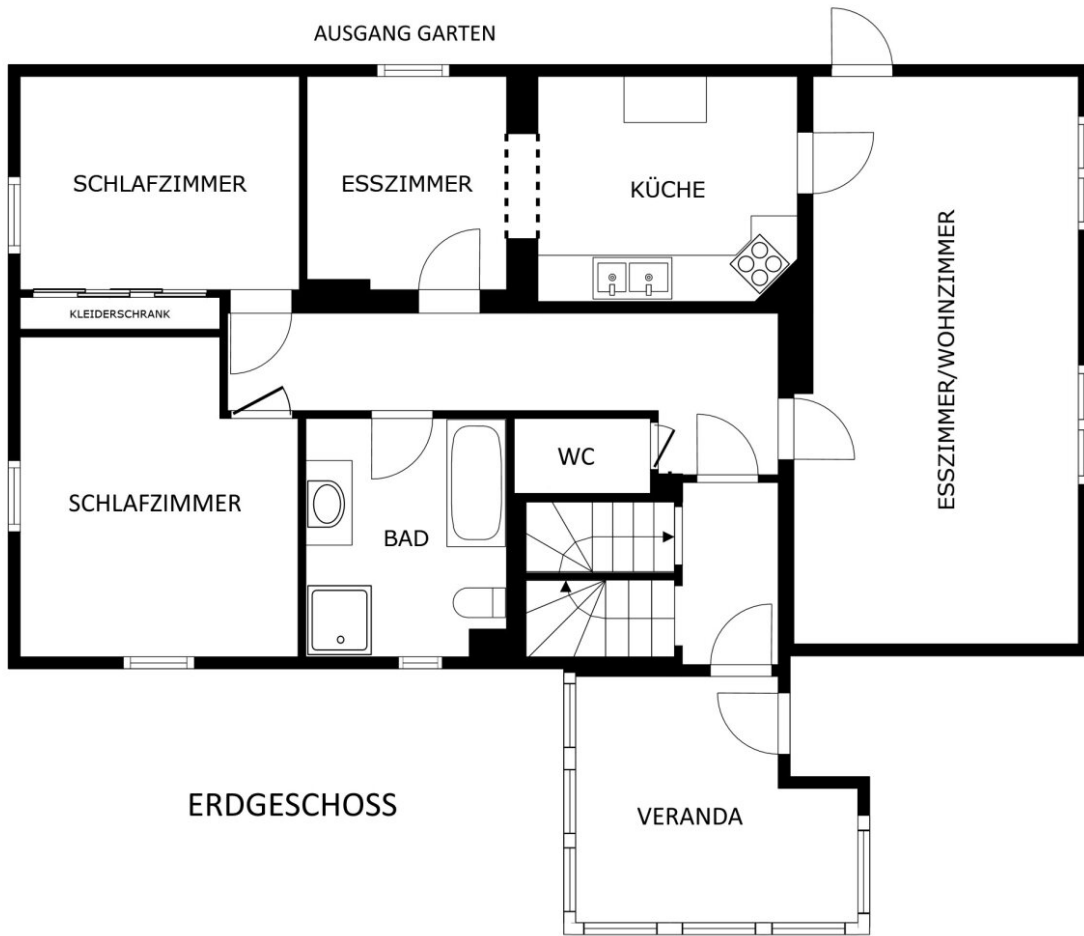 AUSGANG GARTEN
SCHLAFZIMMER
ESSZIMMER
KÜCHE
ESSZIMMER/WOHNZIMMER
KLEIDERSCHRANK
SCHLAFZIMMER
WC
BAD
ERDGESCHOSS
VERANDA